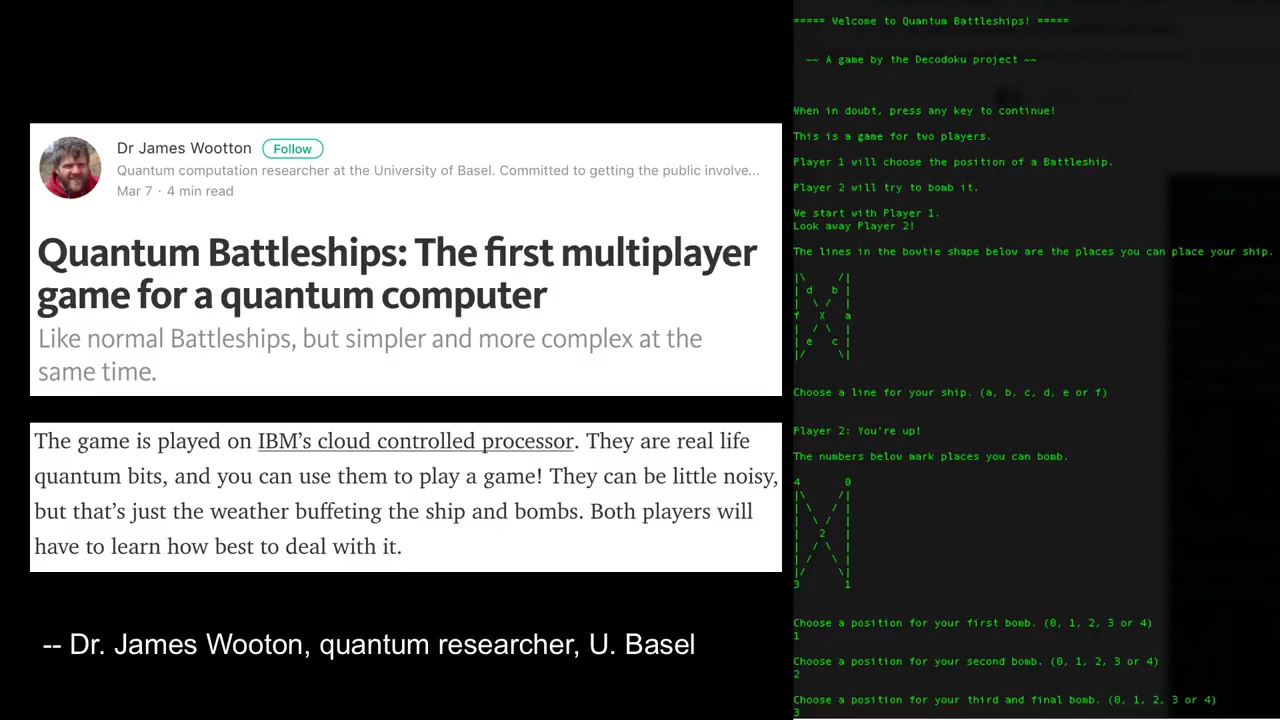 Dr James Wootton Follow
Quantum computation researcher at the University of Basel. Committed to getting the public involve...
Mar 7 · 4 min read
Quantum Battleships: The first multiplayer
game for a quantum computer
Like normal Battleships, but simpler and more complex at the
same time.
The game is played on IBM’s cloud controlled processor. They are real life
quantum bits, and you can use them to play a game! They can be little noisy,
but that’s just the weather buffeting the ship and bombs. Both players will
have to learn how best to deal with it.
-- Dr. James Wooton, quantum researcher, U. Basel
===== Welcome to Quantum Battleships! =====
~~ A game by the Decodoku project ~~
When in doubt, press any key to continue!
This is a game for two players.
Player 1 will choose the position of a Battleship.
Player 2 will try to bomb it.
We start with Player 1.
Look away Player 2!
The lines in the bowtie shape below are the places you can place your ship.
|\     /|
| d   b |
|  \ /  |
f   X   a
|  / \  |
| e   c |
|/     \|
Choose a line for your ship. (a, b, c, d, e or f)
Player 2: You're up!
The numbers below mark places you can bomb.
4       0
|\     /|
| \   / |
|  \ /  |
|   2   |
|  / \  |
| /   \ |
|/     \|
3       1
Choose a position for your first bomb. (0, 1, 2, 3 or 4)
1
Choose a position for your second bomb. (0, 1, 2, 3 or 4)
2
Choose a position for your third and final bomb. (0, 1, 2, 3 or 4)
3